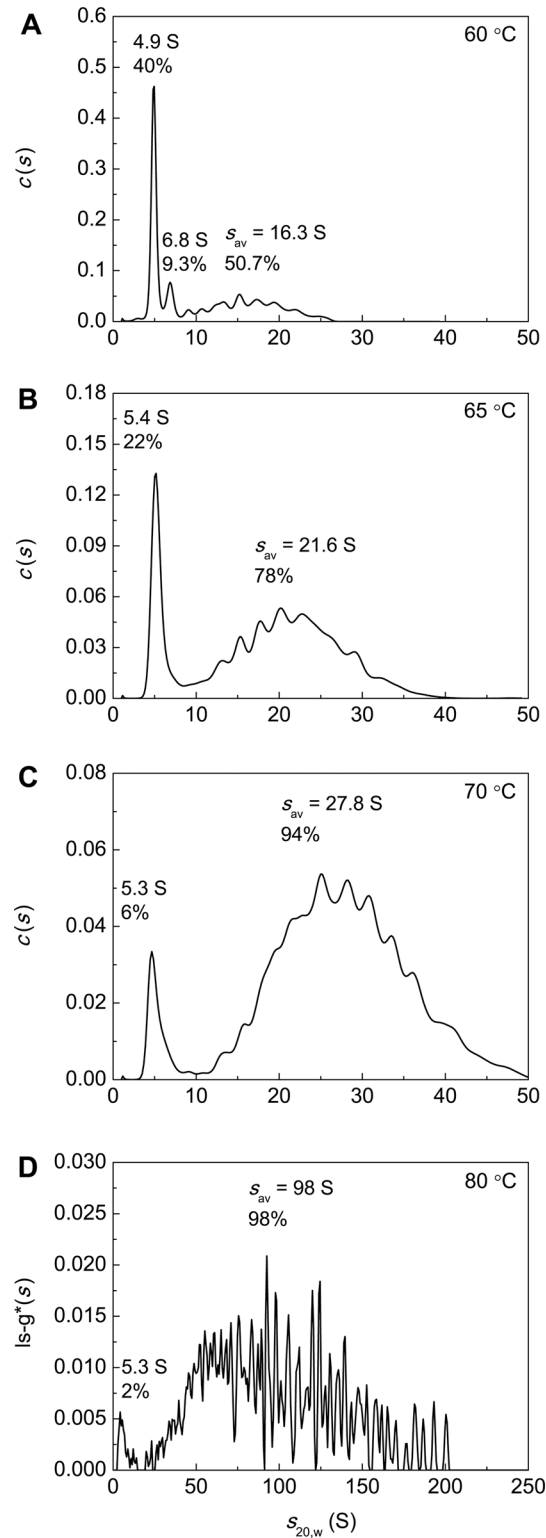 A
60 °C
4.9 S
40%
6.8 S
9.3%
s_av = 16.3 S
50.7%
c(s)
0.6
0.5
0.4
0.3
0.2
0.1
0.0
0 10 20 30 40 50
B
65 °C
5.4 S
22%
s_av = 21.6 S
78%
c(s)
0.18
0.15
0.12
0.09
0.06
0.03
0.00
0 10 20 30 40 50
C
70 °C
s_av = 27.8 S
94%
5.3 S
6%
c(s)
0.08
0.06
0.04
0.02
0.00
0 10 20 30 40 50
D
80 °C
s_av = 98 S
98%
5.3 S
2%
ls-g*(s)
0.030
0.025
0.020
0.015
0.010
0.005
0.000
0 50 100 150 200 250
s_20,w (S)